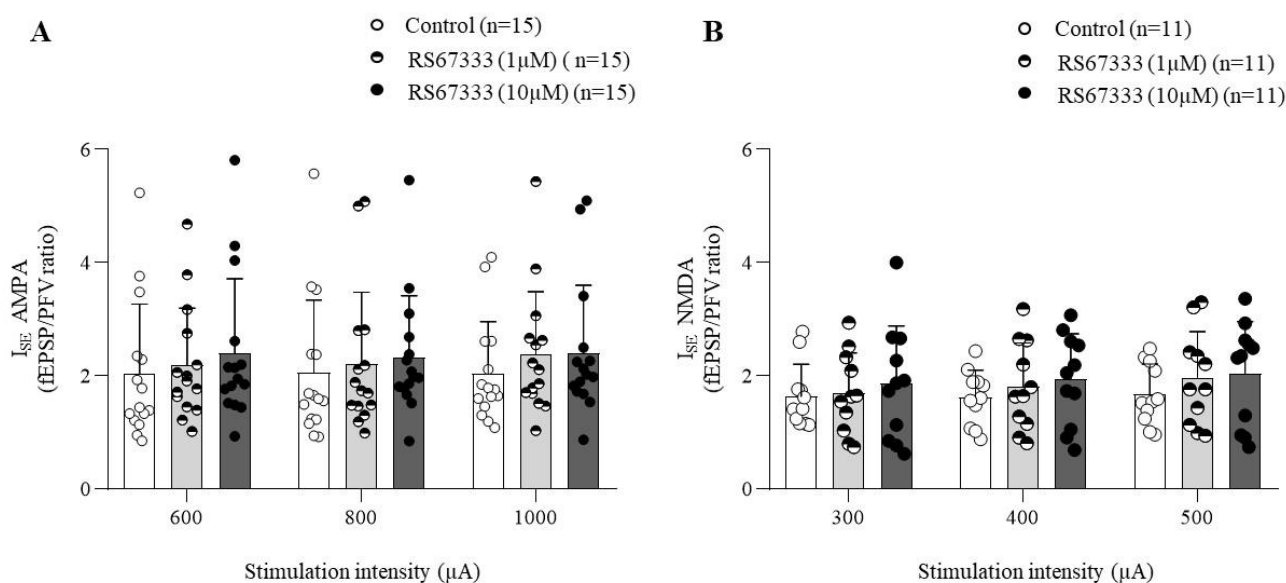 A
Control (n=15)
RS67333 (1μM) ( n=15)
RS67333 (10μM) (n=15)
6
4
2
0
I_SE AMPA
(fEPSP/PFV ratio)
600 800 1000
Stimulation intensity (μA)
B
Control (n=11)
RS67333 (1μM) (n=11)
RS67333 (10μM) (n=11)
6
4
2
0
I_SE NMDA
(fEPSP/PFV ratio)
300 400 500
Stimulation intensity (μA)